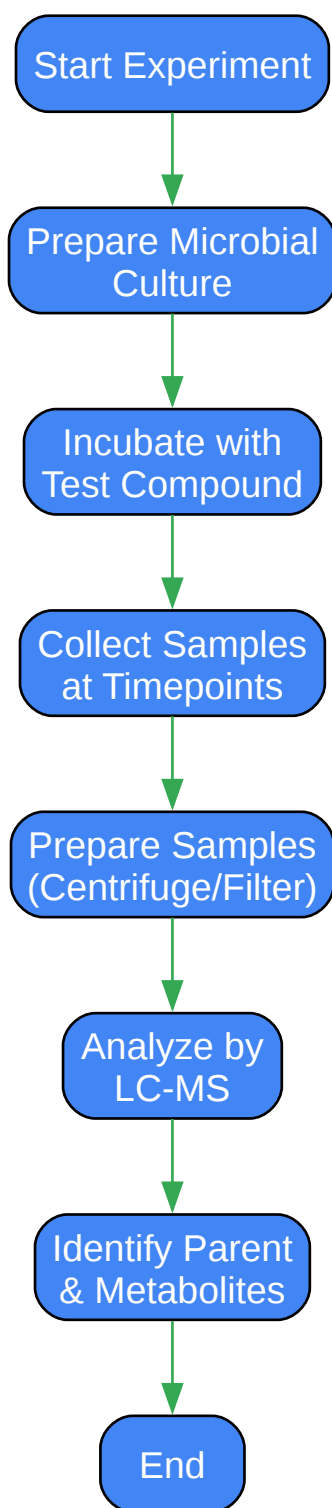 Start Experiment
Prepare Microbial
Culture
Incubate with
Test Compound
Collect Samples
at Timepoints
Prepare Samples
(Centrifuge/Filter)
Analyze by
LC-MS
Identify Parent
& Metabolites
End